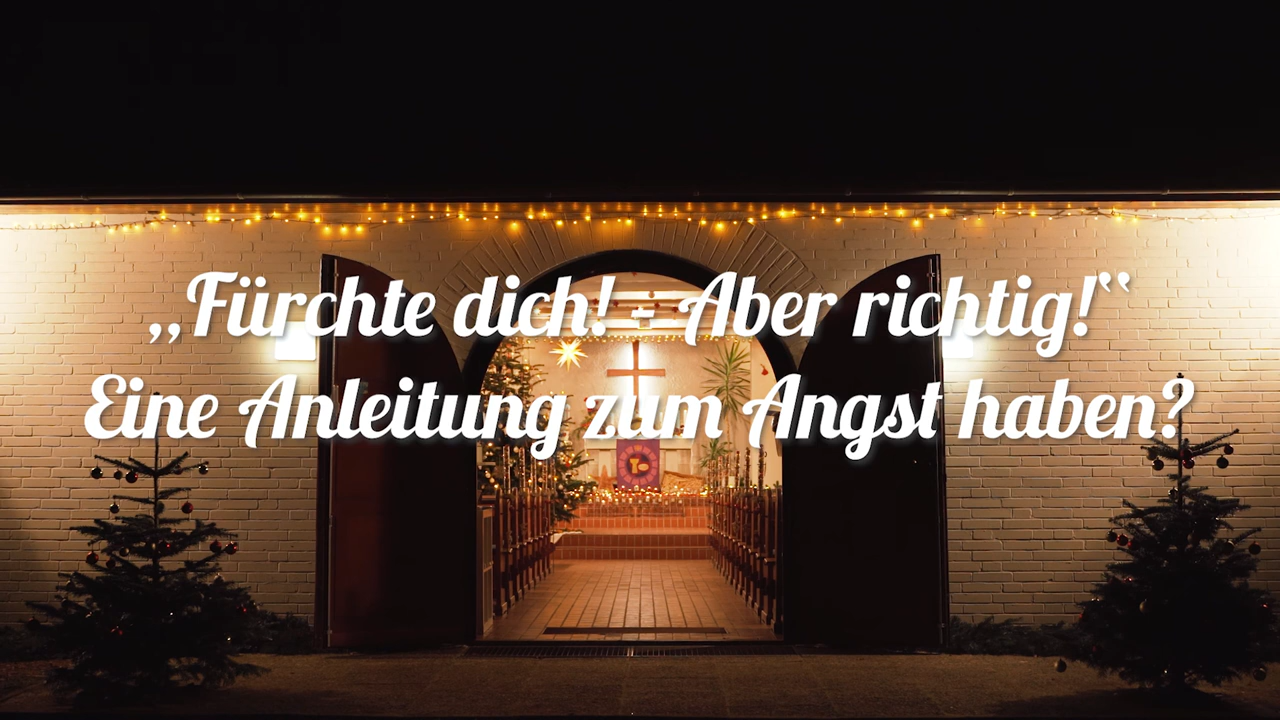 „Fürchte dich! - Aber richtig!“
Eine Anleitung zum Angst haben?